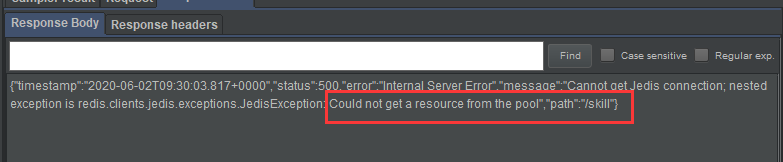 Sampler result Request
Response Body Response headers
Find Case sensitive Regular exp.
{"timestamp":"2020-06-02T09:30:03.817+0000","status":500,"error":"Internal Server Error","message":"Cannot get Jedis connection; nested
exception is redis.clients.jedis.exceptions.JedisException: Could not get a resource from the pool","path":"/skill"}